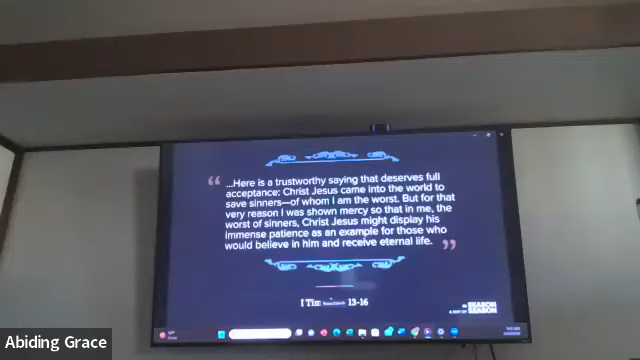 “ ...Here is a trustworthy saying that deserves full
acceptance: Christ Jesus came into the world to
save sinners—of whom I am the worst. But for that
very reason I was shown mercy so that in me, the
worst of sinners, Christ Jesus might display his
immense patience as an example for those who
would believe in him and receive eternal life. ”
I Tim 13-16
SEASON
SEASON
Abiding Grace